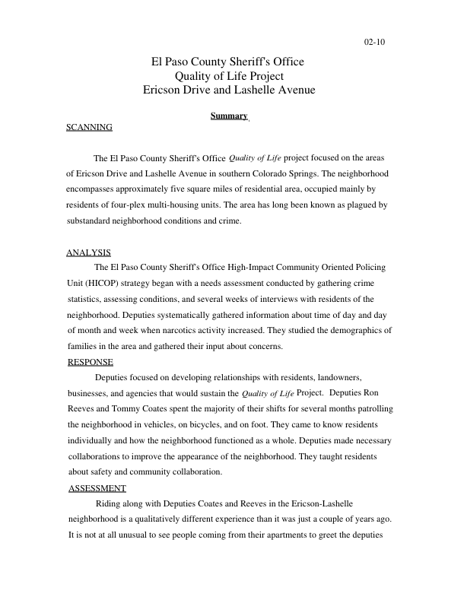 02-10
El Paso County Sheriff's Office
Quality of Life Project
Ericson Drive and Lashelle Avenue
Summary
SCANNING
The El Paso County Sheriff's Office Quality of Life project focused on the areas
of Ericson Drive and Lashelle Avenue in southern Colorado Springs. The neighborhood
encompasses approximately five square miles of residential area, occupied mainly by
residents of four-plex multi-housing units. The area has long been known as plagued by
substandard neighborhood conditions and crime.
ANALYSIS
The El Paso County Sheriff's Office High-Impact Community Oriented Policing
Unit (HICOP) strategy began with a needs assessment conducted by gathering crime
statistics, assessing conditions, and several weeks of interviews with residents of the
neighborhood. Deputies systematically gathered information about time of day and day
of month and week when narcotics activity increased. They studied the demographics of
families in the area and gathered their input about concerns.
RESPONSE
Deputies focused on developing relationships with residents, landowners,
businesses, and agencies that would sustain the Quality of Life Project. Deputies Ron
Reeves and Tommy Coates spent the majority of their shifts for several months patrolling
the neighborhood in vehicles, on bicycles, and on foot. They came to know residents
individually and how the neighborhood functioned as a whole. Deputies made necessary
collaborations to improve the appearance of the neighborhood. They taught residents
about safety and community collaboration.
ASSESSMENT
Riding along with Deputies Coates and Reeves in the Ericson-Lashelle
neighborhood is a qualitatively different experience than it was just a couple of years ago.
It is not at all unusual to see people coming from their apartments to greet the deputies